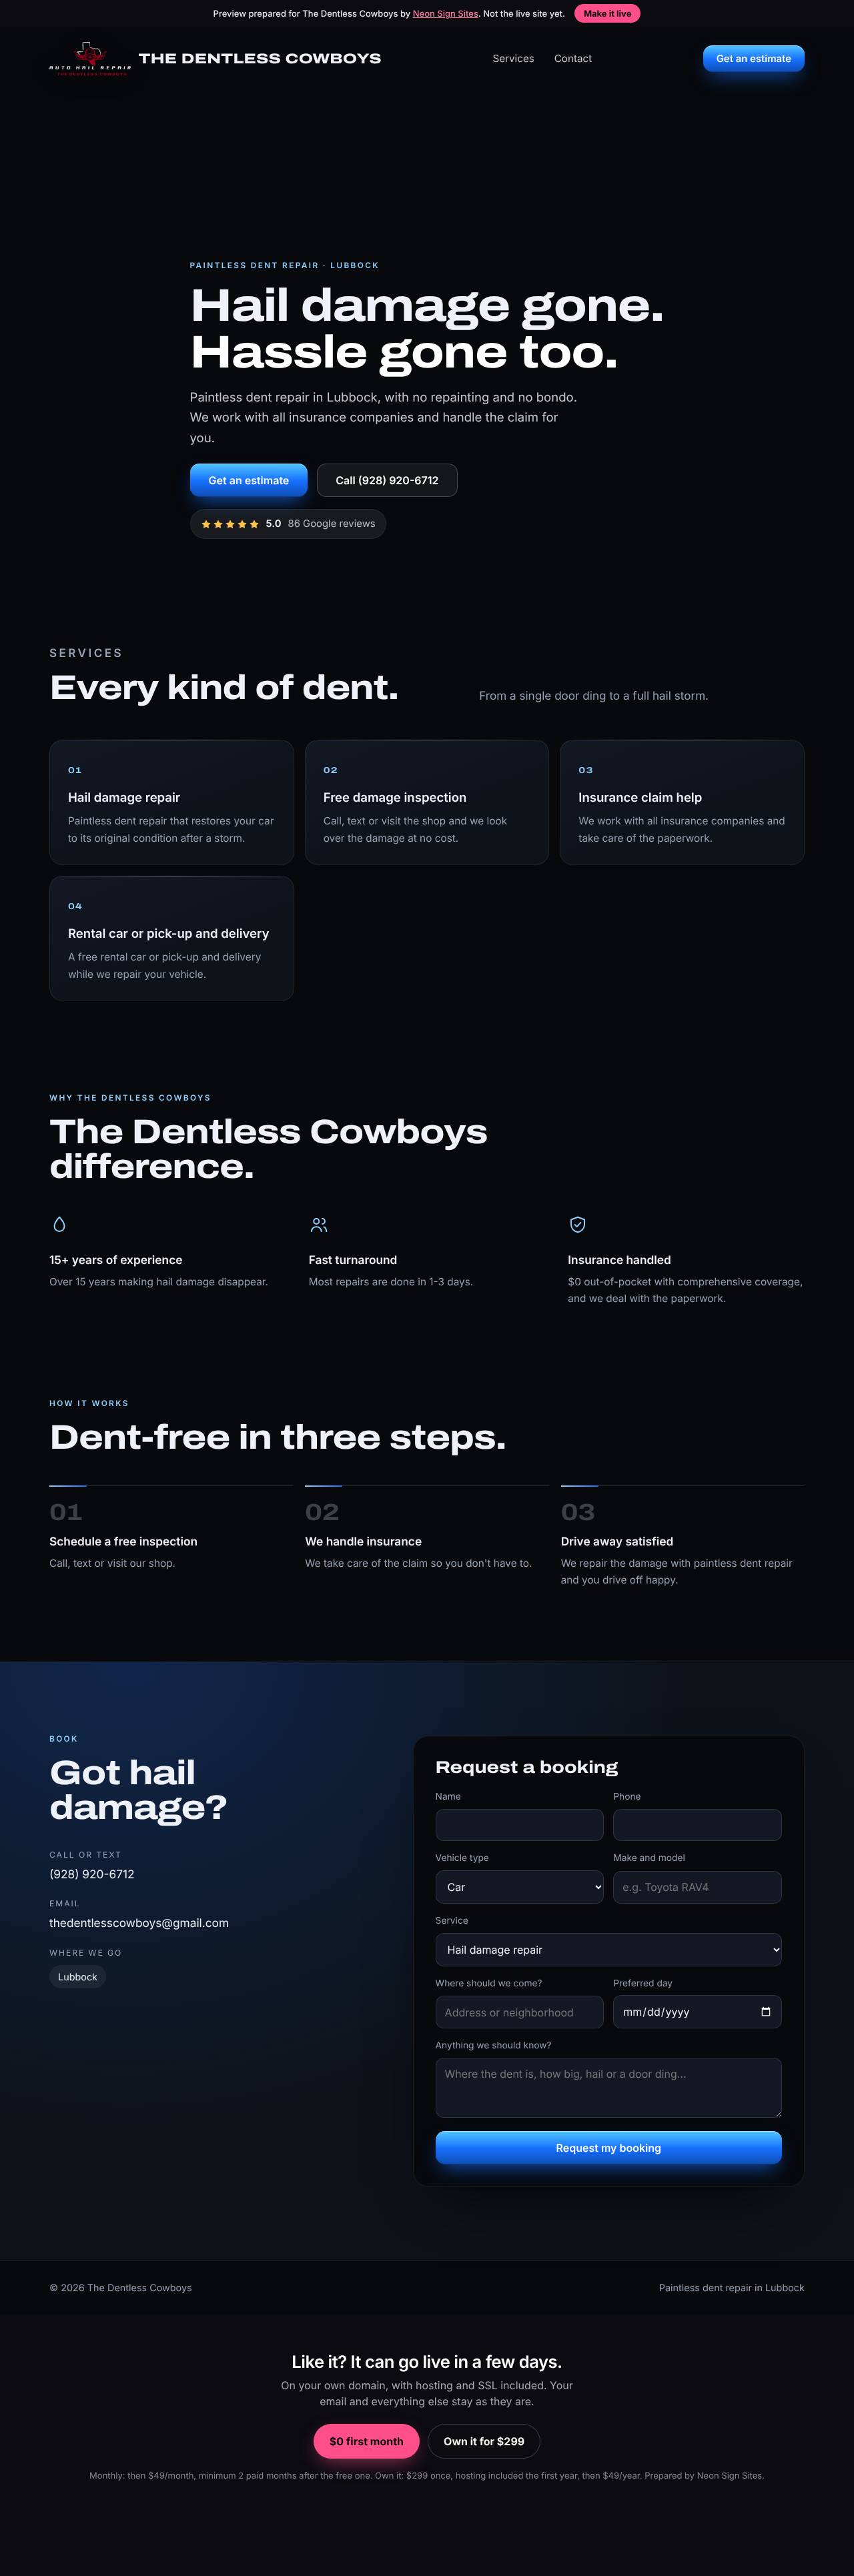 Preview prepared for The Dentless Cowboys by Neon Sign Sites. Not the live site yet. Make it live
AUTO HAIL REPAIR
THE DENTLESS COWBOYS
THE DENTLESS COWBOYS
Services Contact
Get an estimate
PAINTLESS DENT REPAIR · LUBBOCK
Hail damage gone.
Hassle gone too.
Paintless dent repair in Lubbock, with no repainting and no bondo.
We work with all insurance companies and handle the claim for
you.
Get an estimate Call (928) 920-6712
★★★★★ 5.0 86 Google reviews
SERVICES
Every kind of dent.
From a single door ding to a full hail storm.
01
Hail damage repair
Paintless dent repair that restores your car
to its original condition after a storm.
02
Free damage inspection
Call, text or visit the shop and we look
over the damage at no cost.
03
Insurance claim help
We work with all insurance companies and
take care of the paperwork.
04
Rental car or pick-up and delivery
A free rental car or pick-up and delivery
while we repair your vehicle.
WHY THE DENTLESS COWBOYS
The Dentless Cowboys
difference.
15+ years of experience
Over 15 years making hail damage disappear.
Fast turnaround
Most repairs are done in 1-3 days.
Insurance handled
$0 out-of-pocket with comprehensive coverage,
and we deal with the paperwork.
HOW IT WORKS
Dent-free in three steps.
01
Schedule a free inspection
Call, text or visit our shop.
02
We handle insurance
We take care of the claim so you don't have to.
03
Drive away satisfied
We repair the damage with paintless dent repair
and you drive off happy.
BOOK
Got hail
damage?
CALL OR TEXT
(928) 920-6712
EMAIL
thedentlesscowboys@gmail.com
WHERE WE GO
Lubbock
Request a booking
Name Phone
Vehicle type Make and model
Car e.g. Toyota RAV4
Service
Hail damage repair
Where should we come? Preferred day
Address or neighborhood mm/dd/yyyy
Anything we should know?
Where the dent is, how big, hail or a door ding...
Request my booking
© 2026 The Dentless Cowboys
Paintless dent repair in Lubbock
Like it? It can go live in a few days.
On your own domain, with hosting and SSL included. Your
email and everything else stay as they are.
$0 first month Own it for $299
Monthly: then $49/month, minimum 2 paid months after the free one. Own it: $299 once, hosting included the first year, then $49/year. Prepared by Neon Sign Sites.